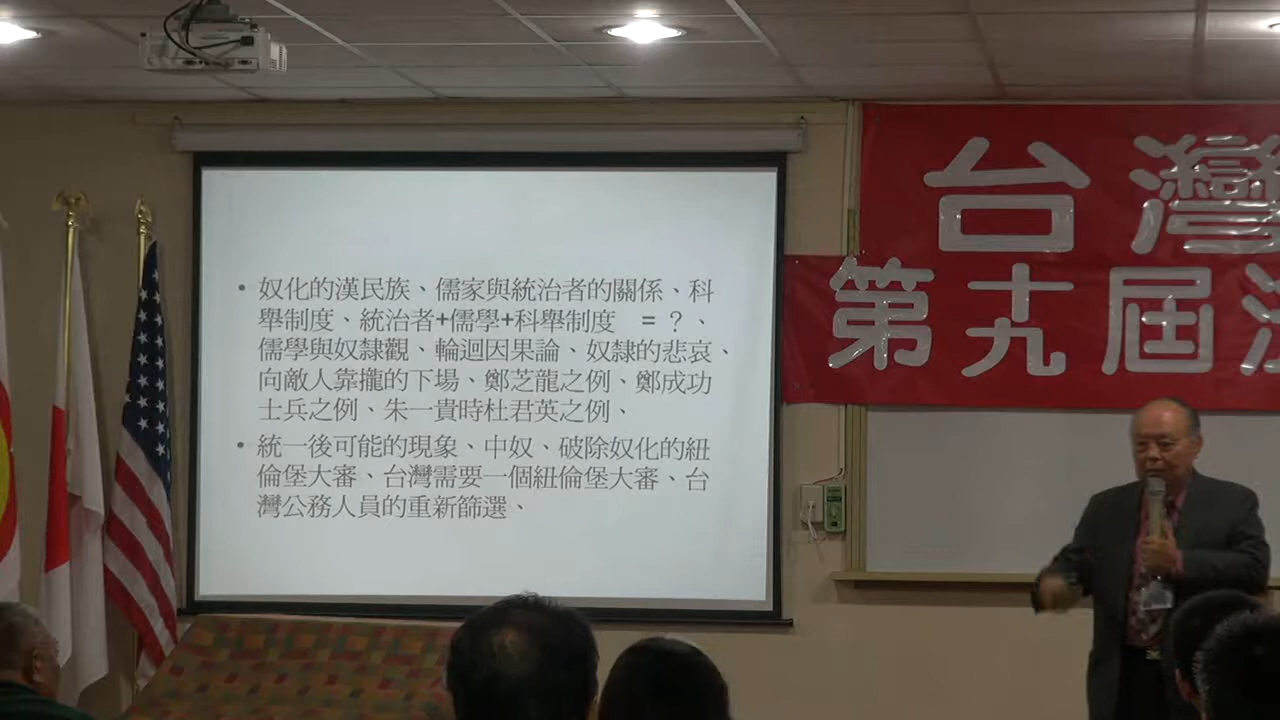 • 奴化的漢民族、儒家與統治者的關係、科
舉制度、統治者+儒學+科舉制度 = ？、
儒學與奴隸觀、輪迴因果論、奴隸的悲哀、
向敵人靠攏的下場、鄭芝龍之例、鄭成功
士兵之例、朱一貴時杜君英之例、
• 統一後可能的現象、中奴、破除奴化的紐
倫堡大審、台灣需要一個紐倫堡大審、台
灣公務人員的重新篩選、
台灣
第十九屆